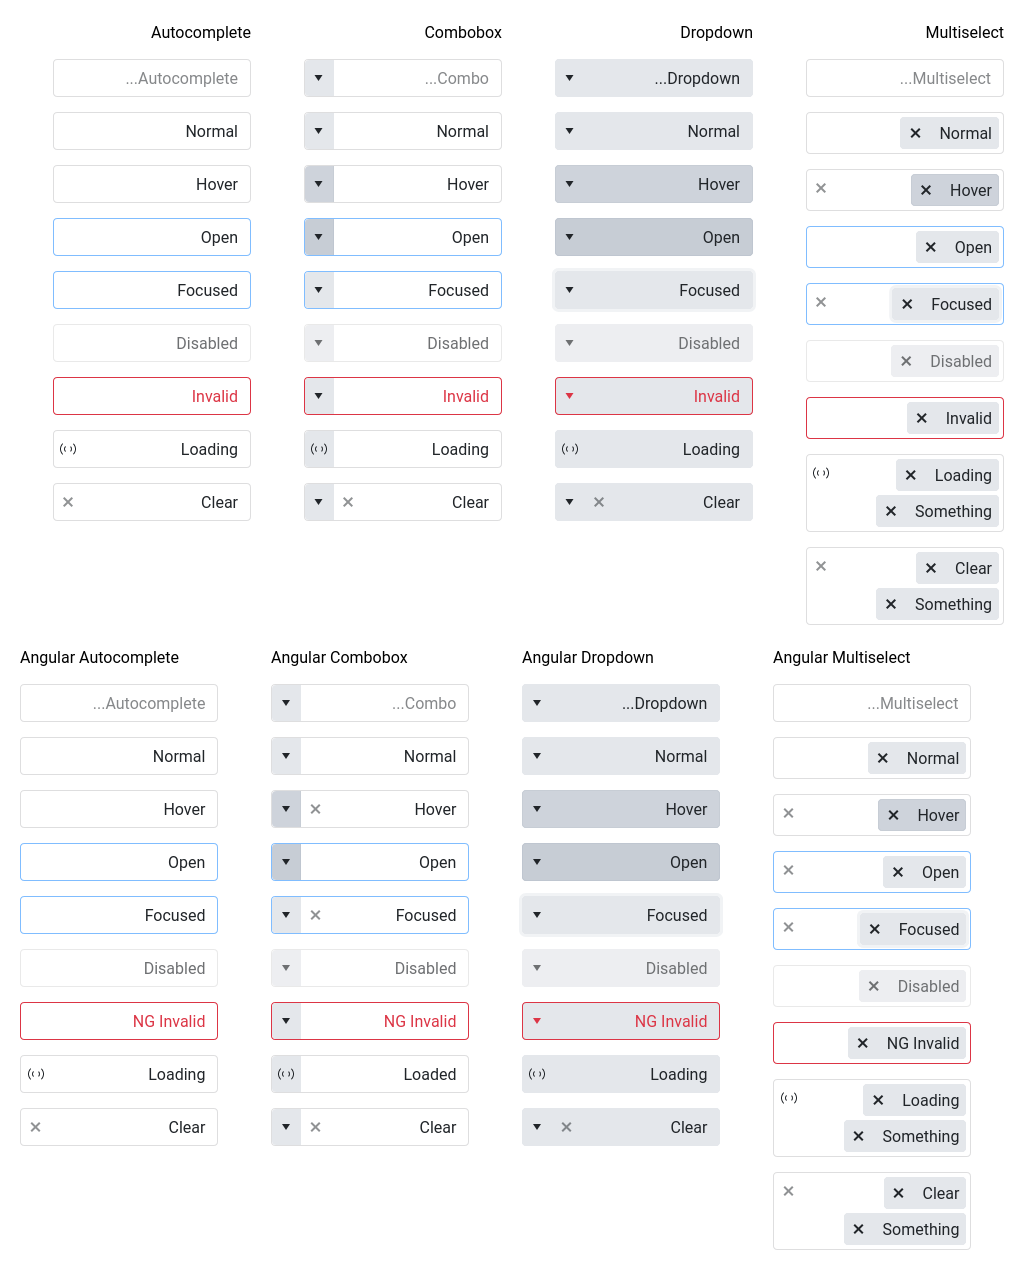 Autocomplete
...Autocomplete
Normal
Hover
Open
Focused
Disabled
Invalid
Loading
Clear
Combobox
...Combo
Normal
Hover
Open
Focused
Disabled
Invalid
Loading
Clear
Dropdown
...Dropdown
Normal
Hover
Open
Focused
Disabled
Invalid
Loading
Clear
Multiselect
...Multiselect
Normal
Hover
Open
Focused
Disabled
Invalid
Loading
Something
Clear
Something
Angular Autocomplete
...Autocomplete
Normal
Hover
Open
Focused
Disabled
NG Invalid
Loading
Clear
Angular Combobox
...Combo
Normal
Hover
Open
Focused
Disabled
NG Invalid
Loaded
Clear
Angular Dropdown
...Dropdown
Normal
Hover
Open
Focused
Disabled
NG Invalid
Loading
Clear
Angular Multiselect
...Multiselect
Normal
Hover
Open
Focused
Disabled
NG Invalid
Loading
Something
Clear
Something